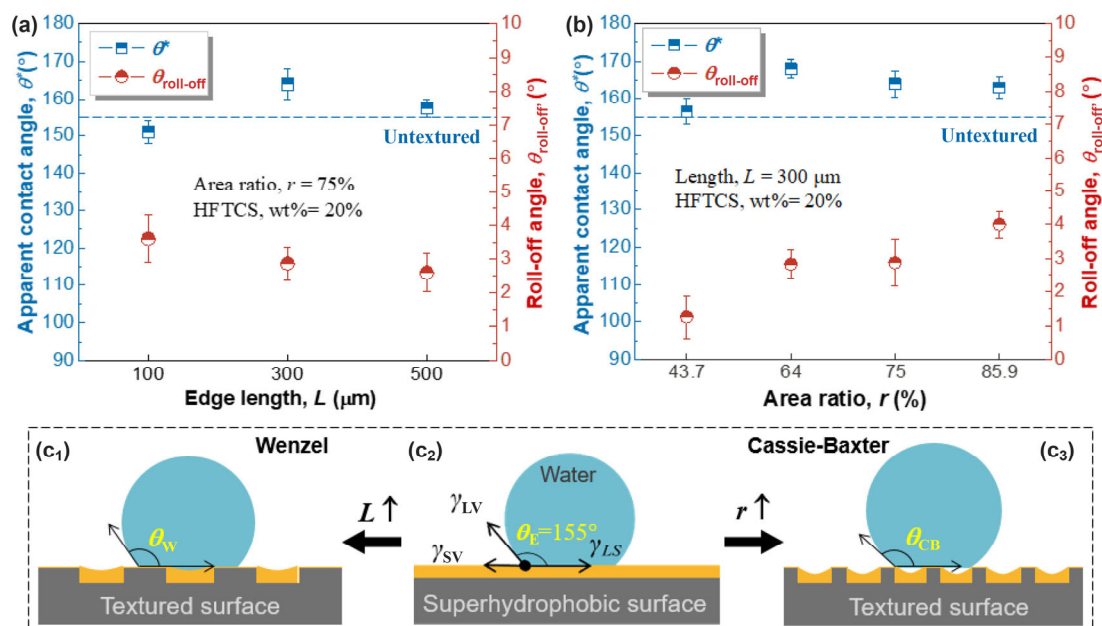 (a)
180
170
160
150
140
130
120
110
100
90
Apparent contact angle, θ*(°)
θ*
θroll-off
Untextured
Area ratio, r = 75%
HFTCS, wt%= 20%
10
9
8
7
6
5
4
3
2
1
0
Roll-off angle, θroll-off, (°)
100 300 500
Edge length, L (μm)
(b)
180
170
160
150
140
130
120
110
100
90
Apparent contact angle, θ*(°)
θ*
θroll-off
Untextured
Length, L = 300 μm
HFTCS, wt%= 20%
10
9
8
7
6
5
4
3
2
1
0
Roll-off angle, θroll-off, (°)
43.7 64 75 85.9
Area ratio, r (%)
(c1) Wenzel (c2) Cassie-Baxter (c3)
θW
Textured surface
L ↑
Water
γLV
θE=155°
γSV γLS
Superhydrophobic surface
r ↑
θCB
Textured surface